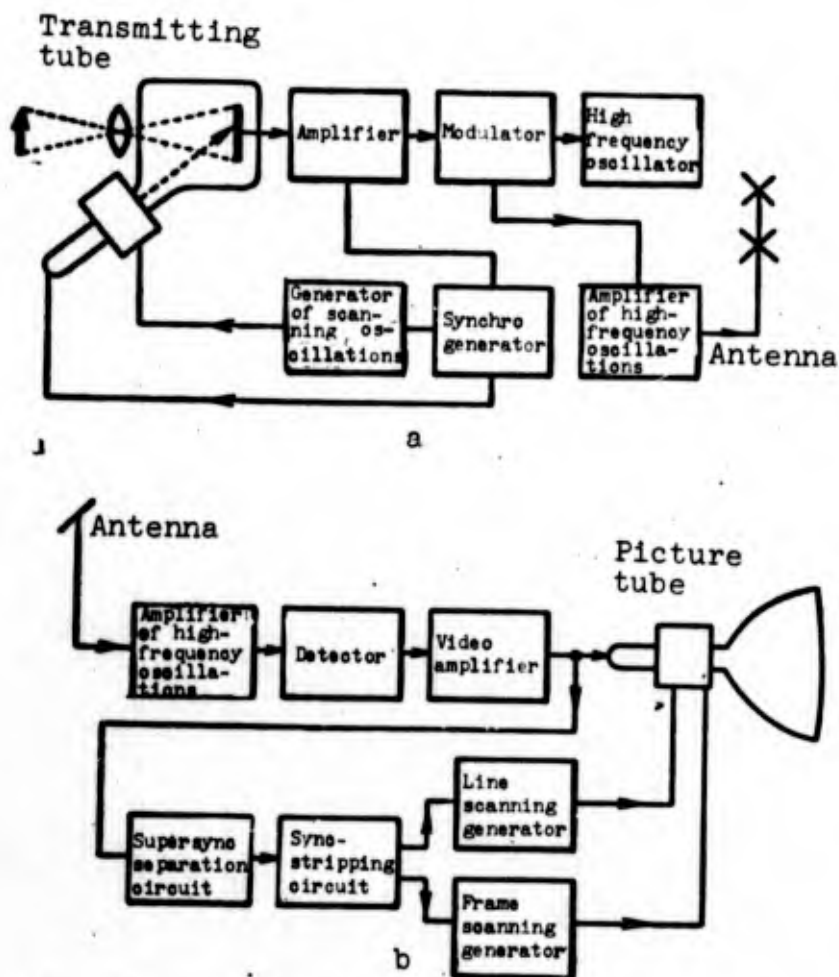 Transmitting
tube
Amplifier
Modulator
High
frequency
oscillator
Generator
of scan-
ning os-
cillations
Synchro
generator
Amplifier
of high-
frequency
oscilla-
tions
Antenna
a
Antenna
Picture
tube
Amplifier
of high-
frequency
oscilla-
tions
Detector
Video
amplifier
Line
scanning
generator
Supersync
separation
circuit
Sync-
stripping
circuit
Frame
scanning
generator
b